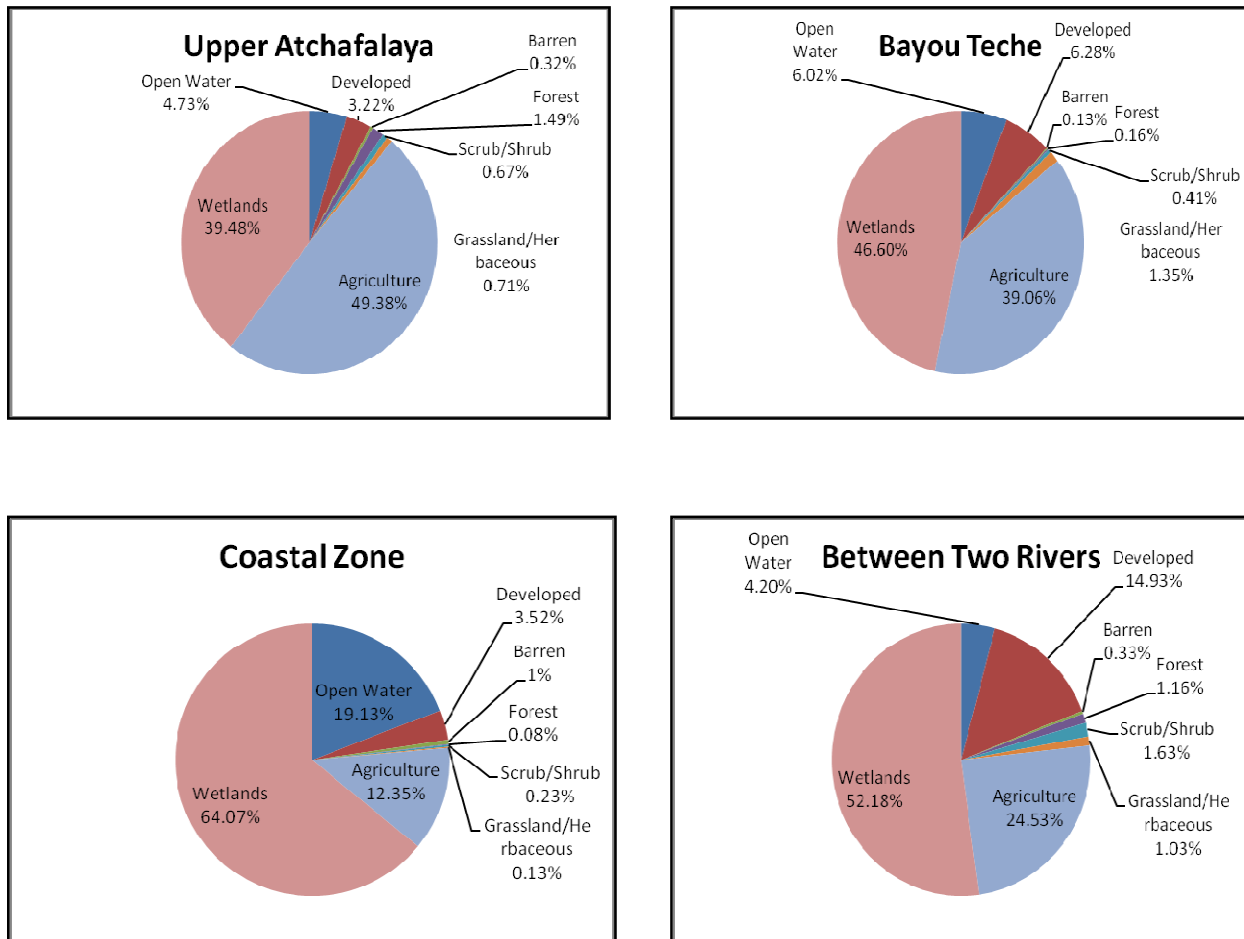 Upper Atchafalaya
Open Water
4.73%
Developed
3.22%
Barren
0.32%
Forest
1.49%
Scrub/Shrub
0.67%
Grassland/Her
baceous
0.71%
Agriculture
49.38%
Wetlands
39.48%
Bayou Teche
Open
Water
6.02%
Developed
6.28%
Barren
0.13%
Forest
0.16%
Scrub/Shrub
0.41%
Grassland/Her
baceous
1.35%
Agriculture
39.06%
Wetlands
46.60%
Coastal Zone
Open Water
19.13%
Developed
3.52%
Barren
1%
Forest
0.08%
Scrub/Shrub
0.23%
Grassland/He
rbaceous
0.13%
Agriculture
12.35%
Wetlands
64.07%
Between Two Rivers
Open
Water
4.20%
Developed
14.93%
Barren
0.33%
Forest
1.16%
Scrub/Shrub
1.63%
Grassland/He
rbaceous
1.03%
Agriculture
24.53%
Wetlands
52.18%